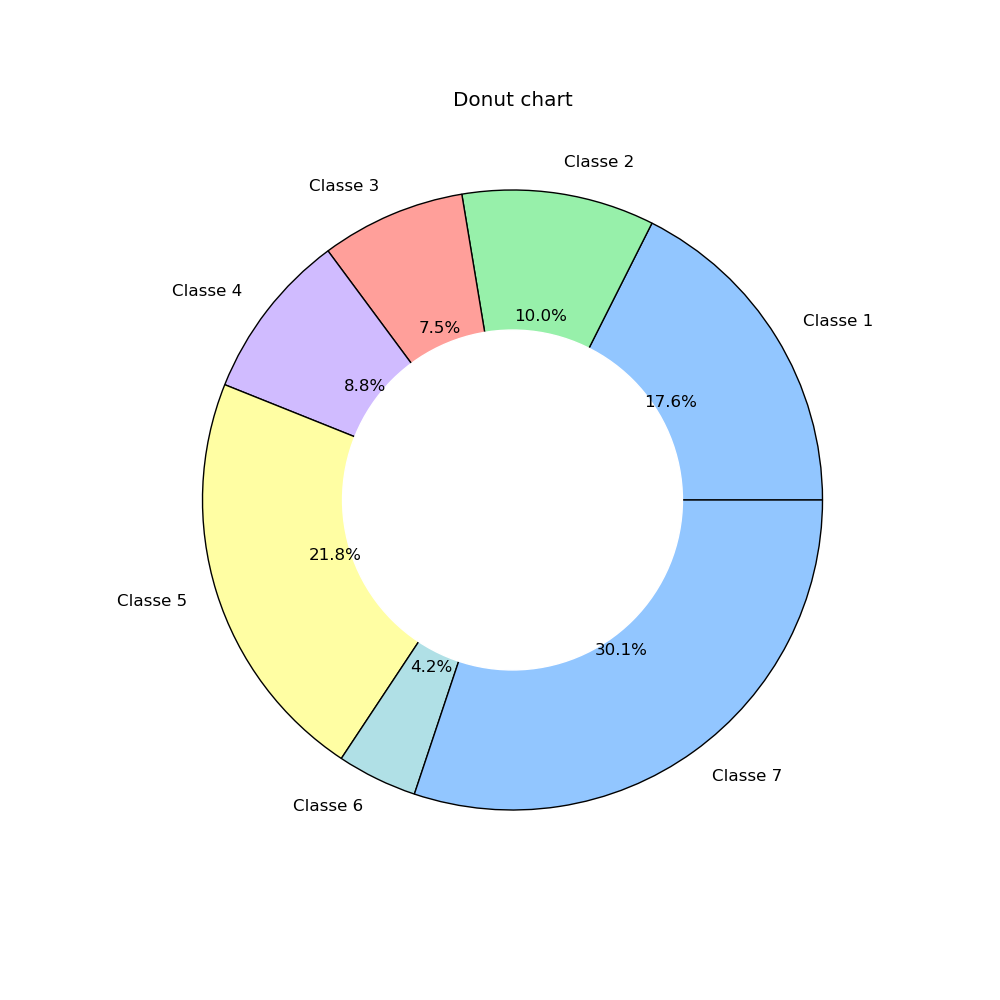 Donut chart
Classe 2
Classe 3
Classe 4
Classe 1
10.0%
7.5%
8.8%
17.6%
21.8%
Classe 5
30.1%
4.2%
Classe 7
Classe 6